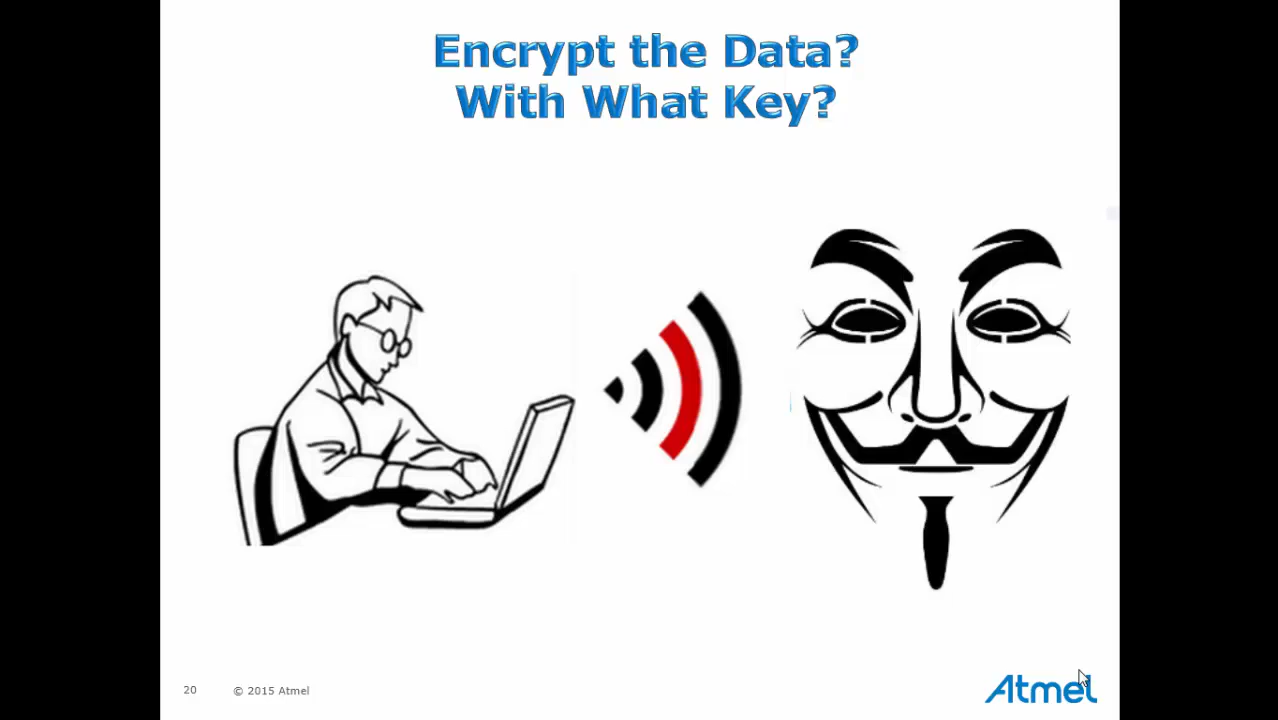 Encrypt the Data?
With What Key?
20
© 2015 Atmel
Atmel